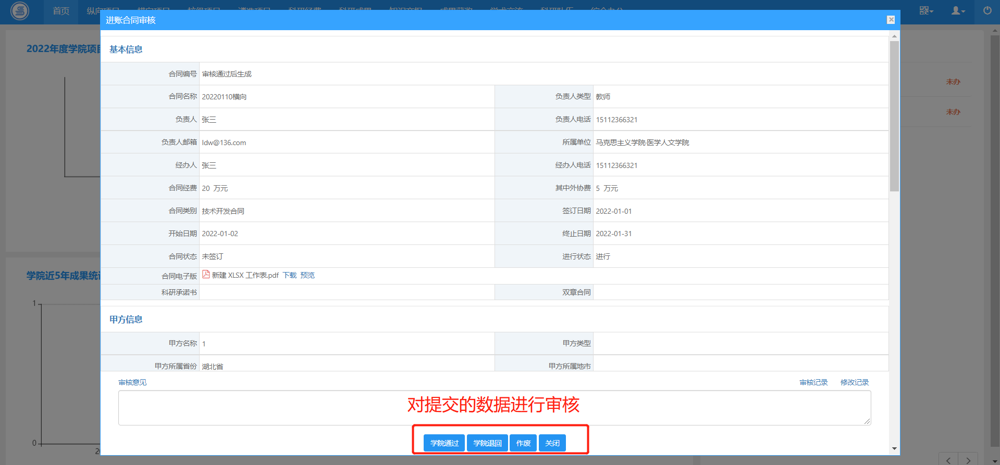 首页
进账合同审核
2022年度学院项目
未办
未办
基本信息
合同编号 审核通过后生成
合同名称 20220110横向 负责人类型 教师
负责人 张三 负责人电话 15112366321
负责人邮箱 ldw@136.com 所属单位 马克思主义学院·医学人文学院
经办人 张三 经办人电话 15112366321
合同经费 20 万元 其中外协费 5 万元
合同类别 技术开发合同 签订日期 2022-01-01
开始日期 2022-01-02 终止日期 2022-01-31
合同状态 未签订 进行状态 进行
合同电子版 新建 XLSX 工作表.pdf 下载 预览
科研承诺书 双章合同
学院近5年成果统计
1
0
甲方信息
甲方名称 1 甲方类型
甲方所属省份 湖北省 甲方所属地市
审核意见 审核记录 修改记录
对提交的数据进行审核
学院通过 学院退回 作废 关闭